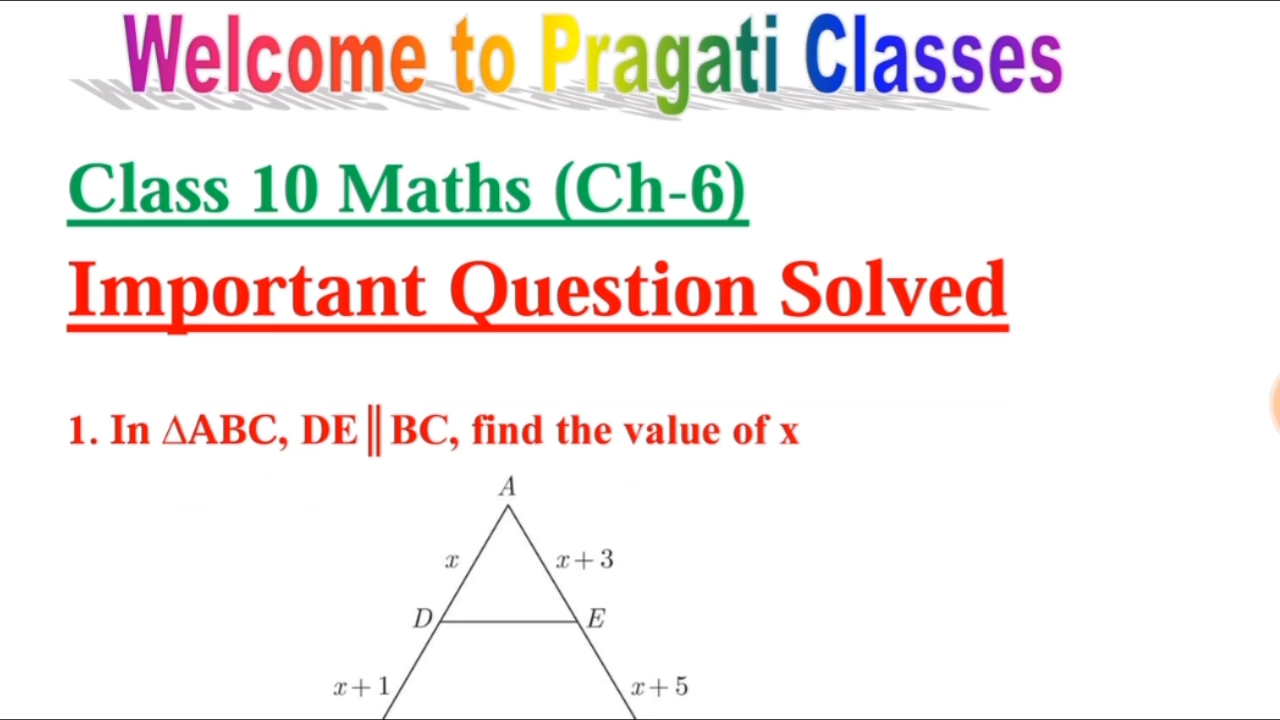 Welcome to Pragati Classes
Class 10 Maths (Ch-6)
Important Question Solved
1. In ∆ABC, DE║BC, find the value of x
A
x
x + 3
D
E
x + 1
x + 5